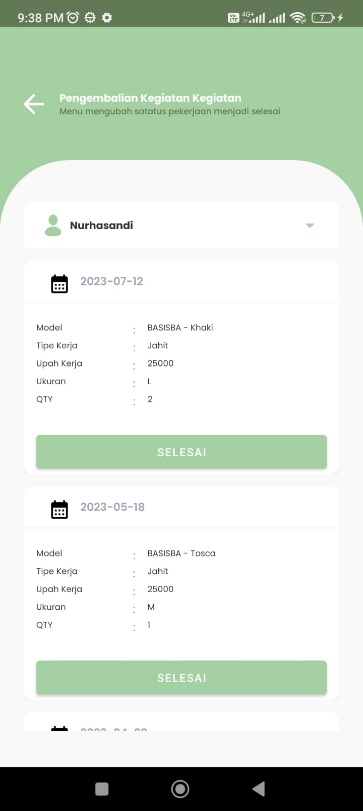 9:38 PM 4G+ 7
Pengembalian Kegiatan Kegiatan
Menu mengubah satatus pekerjaan menjadi selesai
Nurhasandi
2023-07-12
Model : BASISBA - Khaki
Tipe Kerja : Jahit
Upah Kerja : 25000
Ukuran : L
QTY : 2
SELESAI
2023-05-18
Model : BASISBA - Tosca
Tipe Kerja : Jahit
Upah Kerja : 25000
Ukuran : M
QTY : 1
SELESAI